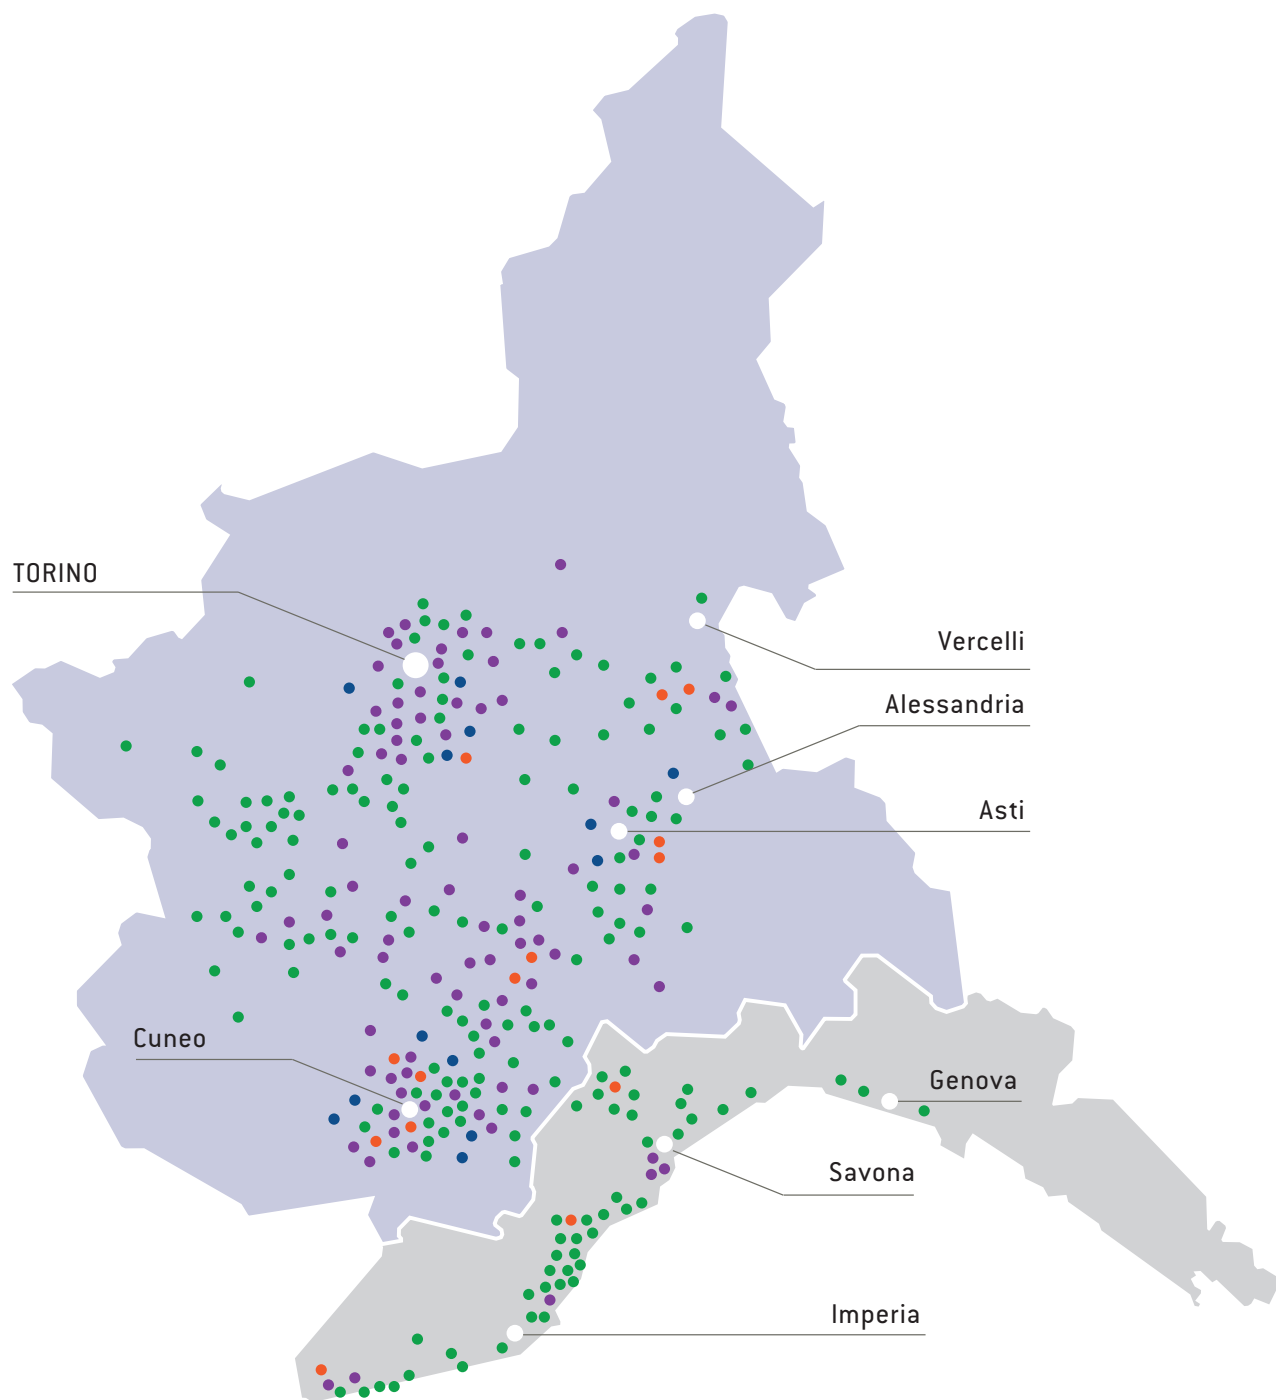 TORINO
Vercelli
Alessandria
Asti
Cuneo
Genova
Savona
Imperia